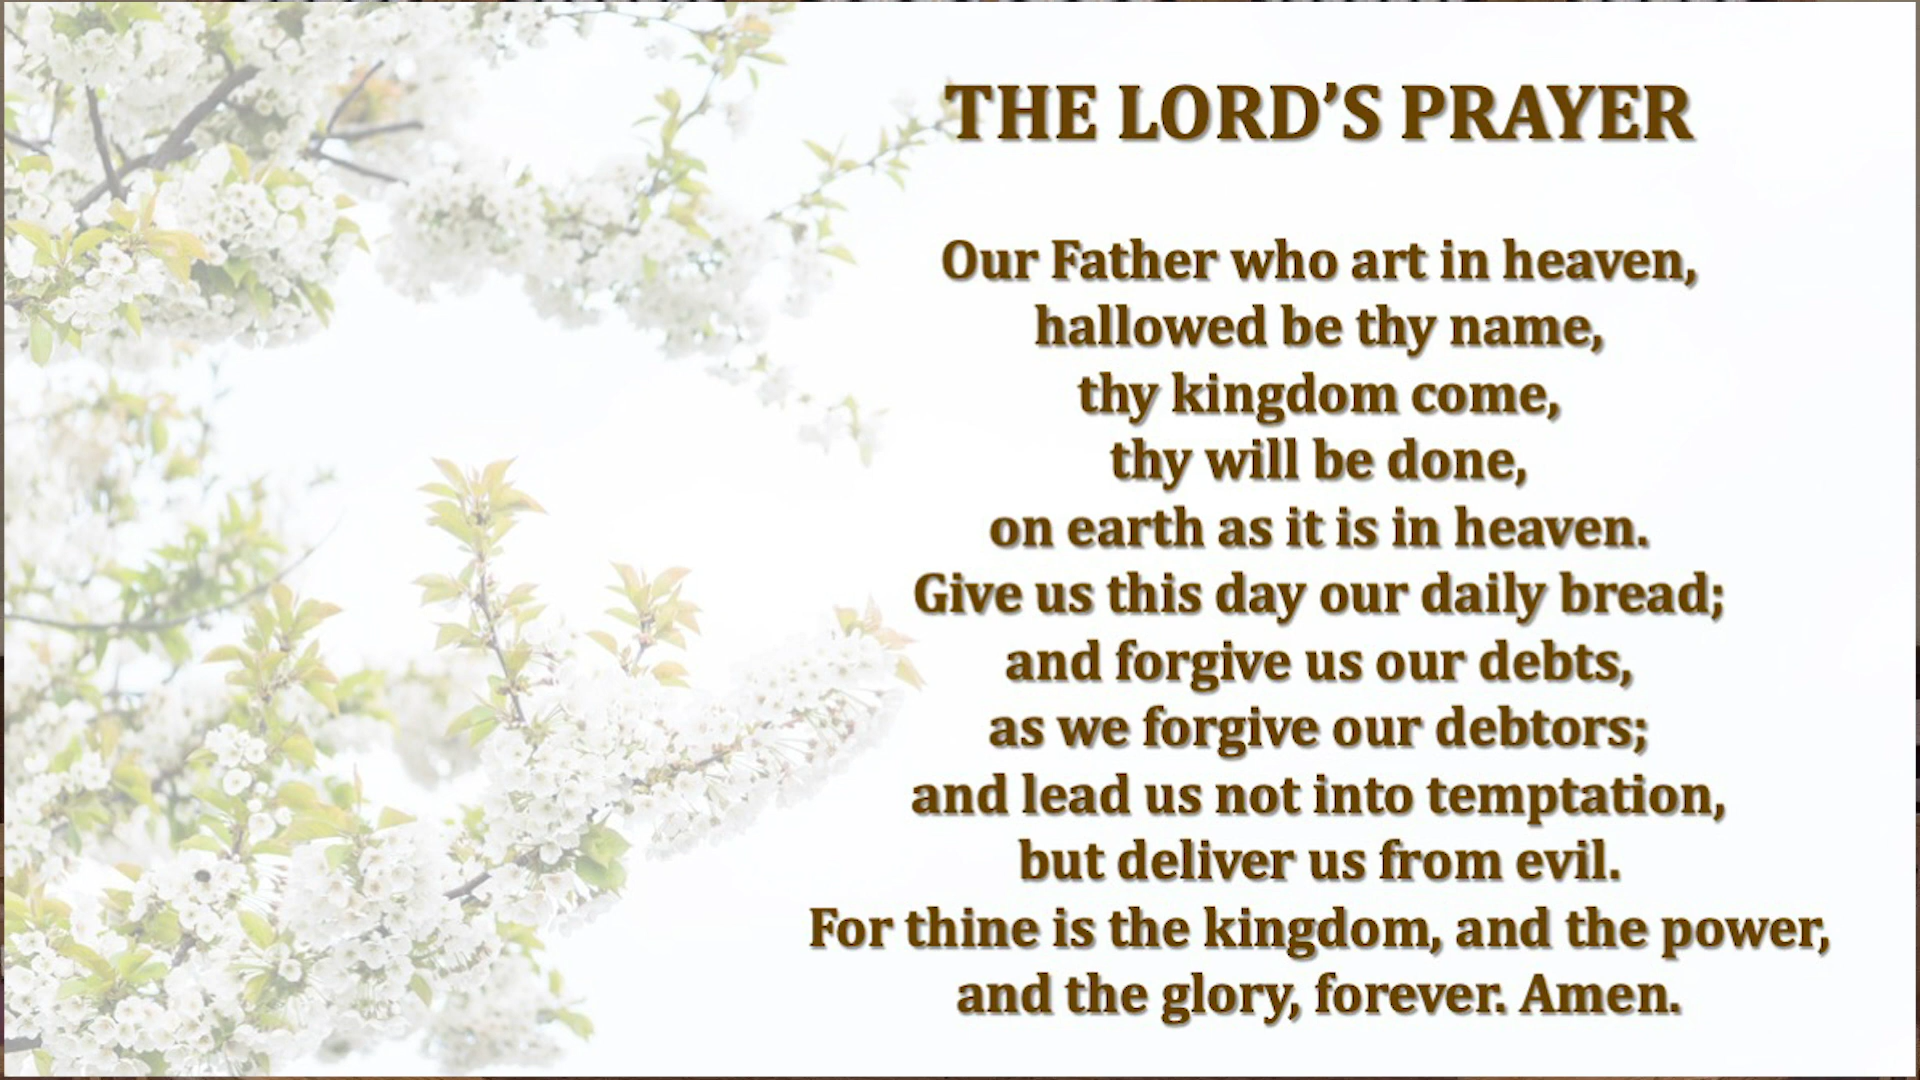 THE LORD’S PRAYER
Our Father who art in heaven,
hallowed be thy name,
thy kingdom come,
thy will be done,
on earth as it is in heaven.
Give us this day our daily bread;
and forgive us our debts,
as we forgive our debtors;
and lead us not into temptation,
but deliver us from evil.
For thine is the kingdom, and the power,
and the glory, forever. Amen.